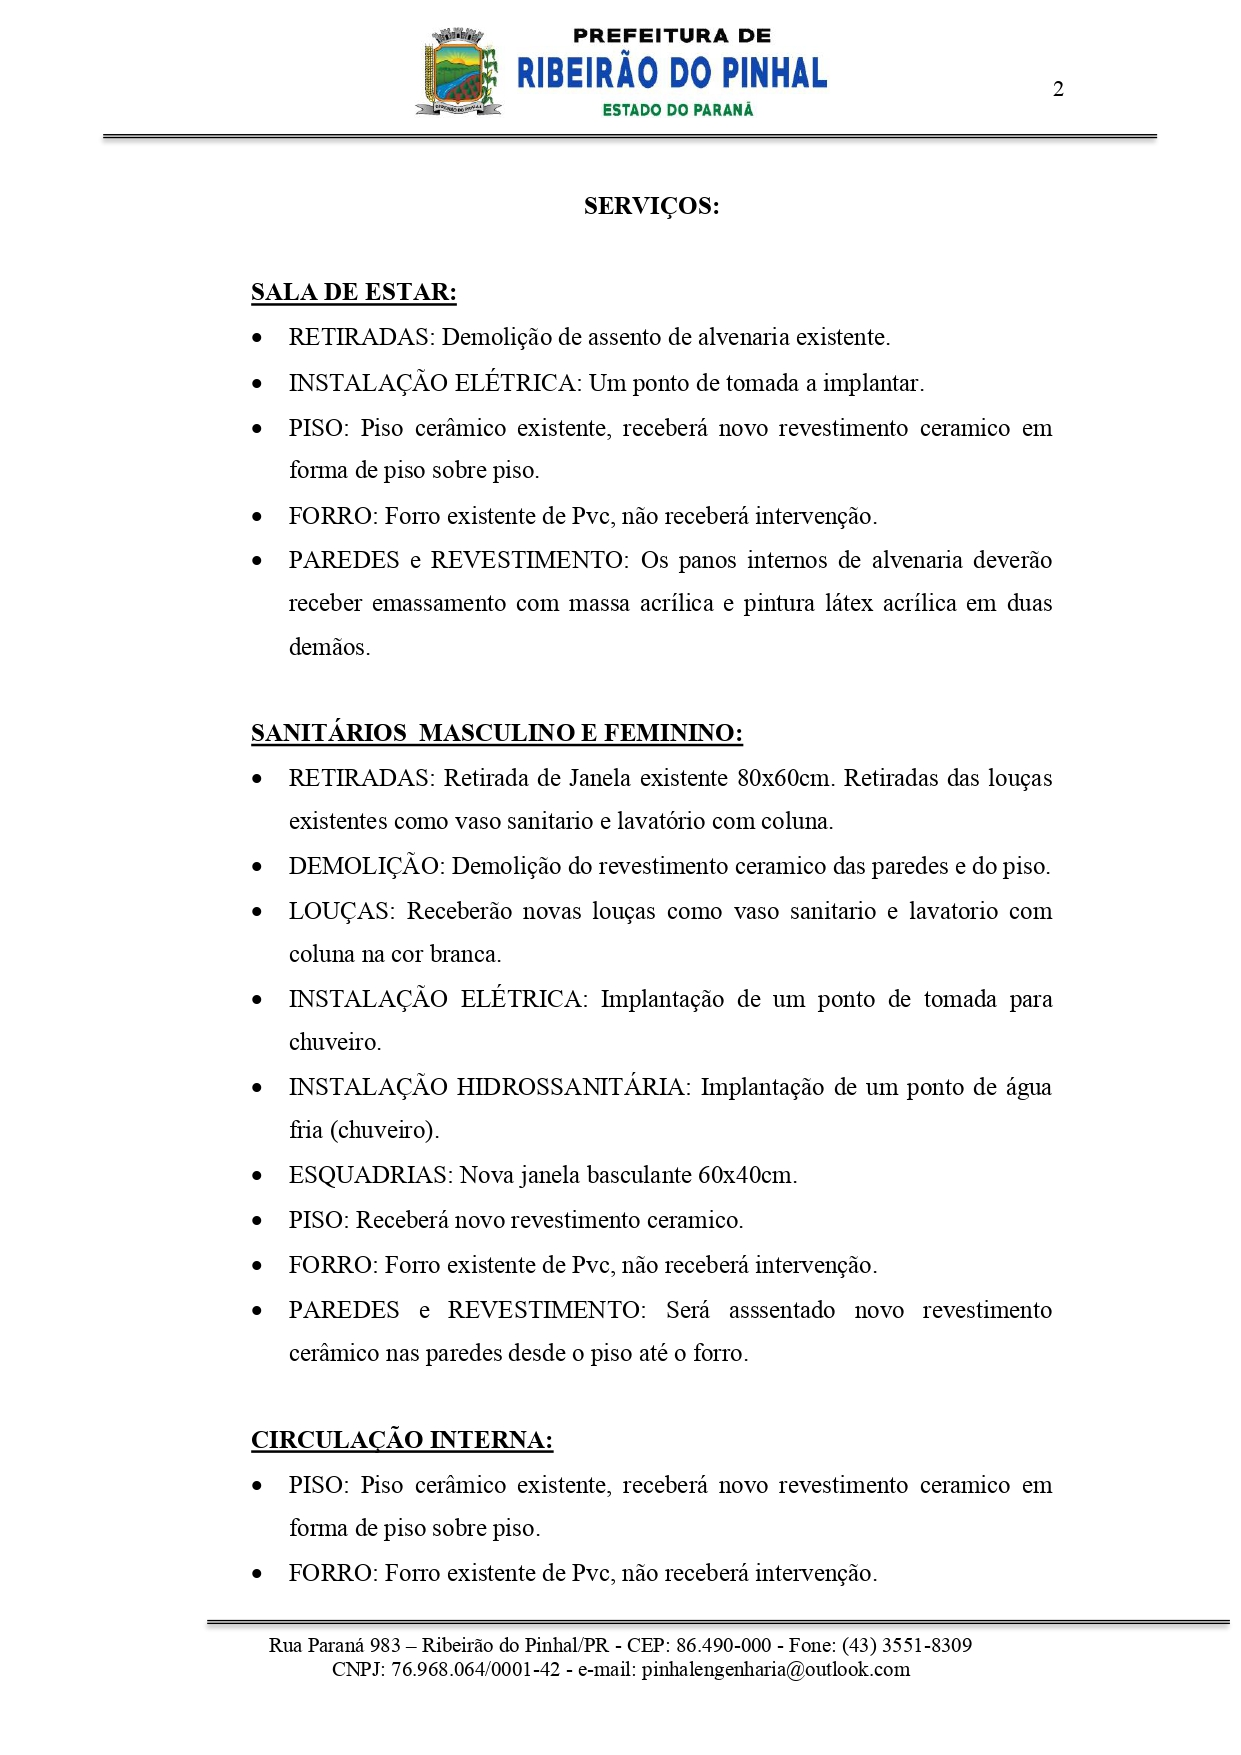 PREFEITURA DE
RIBEIRÃO DO PINHAL
ESTADO DO PARANÁ
2
SERVIÇOS:
SALA DE ESTAR:
• RETIRADAS: Demolição de assento de alvenaria existente.
• INSTALAÇÃO ELÉTRICA: Um ponto de tomada a implantar.
• PISO: Piso cerâmico existente, receberá novo revestimento ceramico em
forma de piso sobre piso.
• FORRO: Forro existente de Pvc, não receberá intervenção.
• PAREDES e REVESTIMENTO: Os panos internos de alvenaria deverão
receber emassamento com massa acrílica e pintura látex acrílica em duas
demãos.
SANITÁRIOS  MASCULINO E FEMININO:
• RETIRADAS: Retirada de Janela existente 80x60cm. Retiradas das louças
existentes como vaso sanitario e lavatório com coluna.
• DEMOLIÇÃO: Demolição do revestimento ceramico das paredes e do piso.
• LOUÇAS: Receberão novas louças como vaso sanitario e lavatorio com
coluna na cor branca.
• INSTALAÇÃO ELÉTRICA: Implantação de um ponto de tomada para
chuveiro.
• INSTALAÇÃO HIDROSSANITÁRIA: Implantação de um ponto de água
fria (chuveiro).
• ESQUADRIAS: Nova janela basculante 60x40cm.
• PISO: Receberá novo revestimento ceramico.
• FORRO: Forro existente de Pvc, não receberá intervenção.
• PAREDES e REVESTIMENTO: Será asssentado novo revestimento
cerâmico nas paredes desde o piso até o forro.
CIRCULAÇÃO INTERNA:
• PISO: Piso cerâmico existente, receberá novo revestimento ceramico em
forma de piso sobre piso.
• FORRO: Forro existente de Pvc, não receberá intervenção.
Rua Paraná 983 – Ribeirão do Pinhal/PR - CEP: 86.490-000 - Fone: (43) 3551-8309
CNPJ: 76.968.064/0001-42 - e-mail: pinhalengenharia@outlook.com